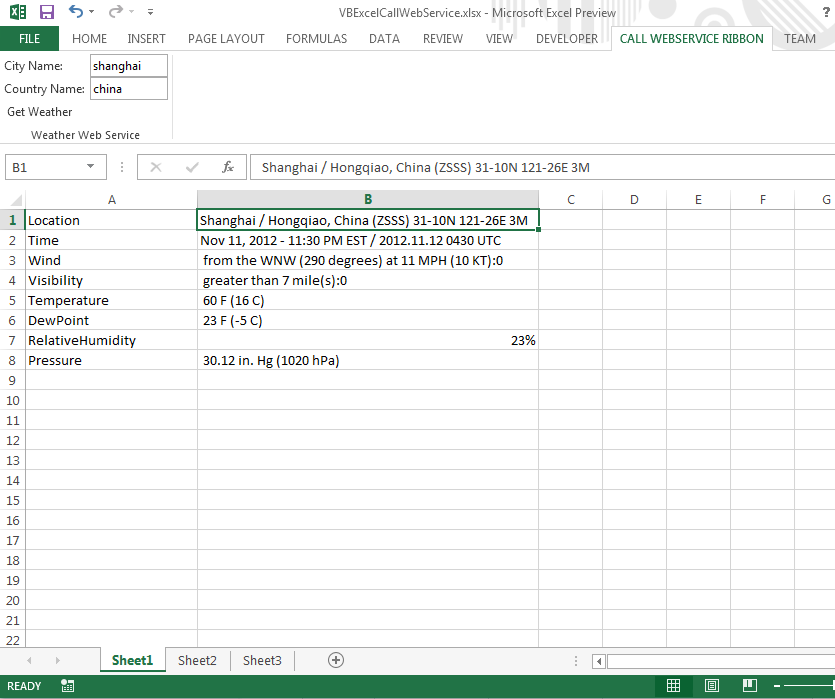 VBExcelCallWebService.xlsx - Microsoft Excel Preview ?
FILE HOME INSERT PAGE LAYOUT FORMULAS DATA REVIEW VIEW DEVELOPER CALL WEBSERVICE RIBBON TEAM
City Name: shanghai
Country Name: china
Get Weather
Weather Web Service
B1 fx Shanghai / Hongqiao, China (ZSSS) 31-10N 121-26E 3M
A B C D E F G
1 Location Shanghai / Hongqiao, China (ZSSS) 31-10N 121-26E 3M
2 Time Nov 11, 2012 - 11:30 PM EST / 2012.11.12 0430 UTC
3 Wind from the WNW (290 degrees) at 11 MPH (10 KT):0
4 Visibility greater than 7 mile(s):0
5 Temperature 60 F (16 C)
6 DewPoint 23 F (-5 C)
7 RelativeHumidity 23%
8 Pressure 30.12 in. Hg (1020 hPa)
9
10
11
12
13
14
15
16
17
18
19
20
21
22
Sheet1 Sheet2 Sheet3
READY